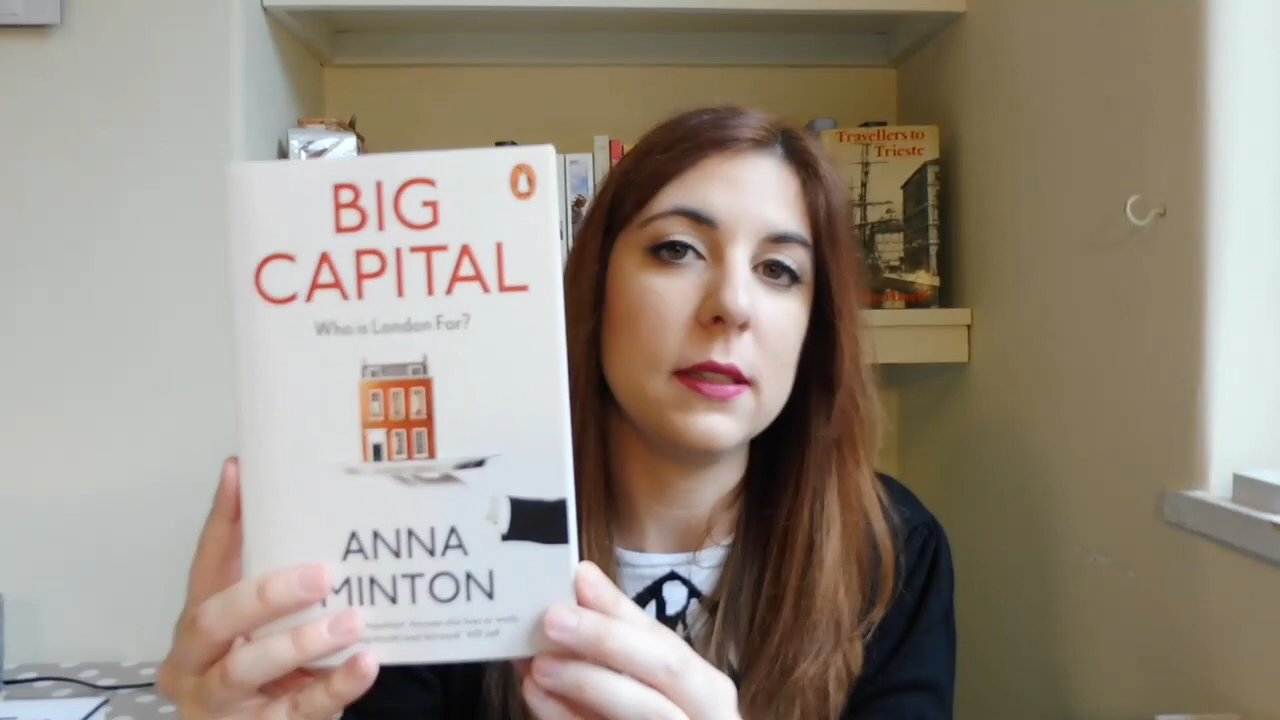 BIG
CAPITAL
Who is London For?
ANNA
MINTON
Travellers to
Trieste